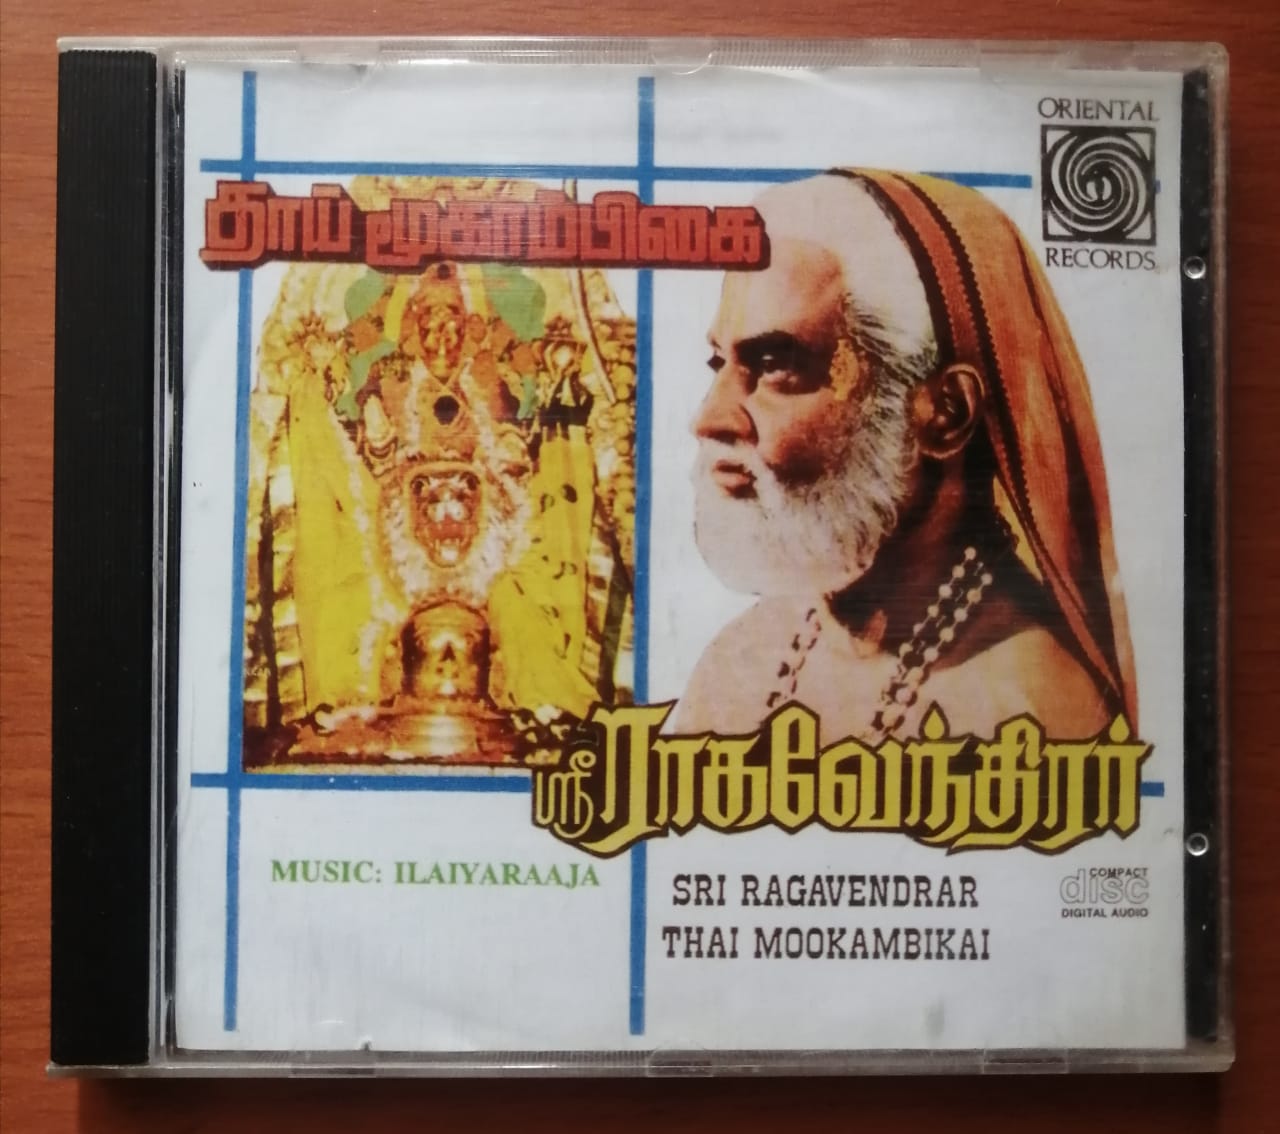 ORIENTAL
RECORDS
தாய் மூகாம்பிகை
ஸ்ரீ ராகவேந்திரர்
MUSIC: ILAIYARAAJA
SRI RAGAVENDRAR
THAI MOOKAMBIKAI
COMPACT
disc
DIGITAL AUDIO